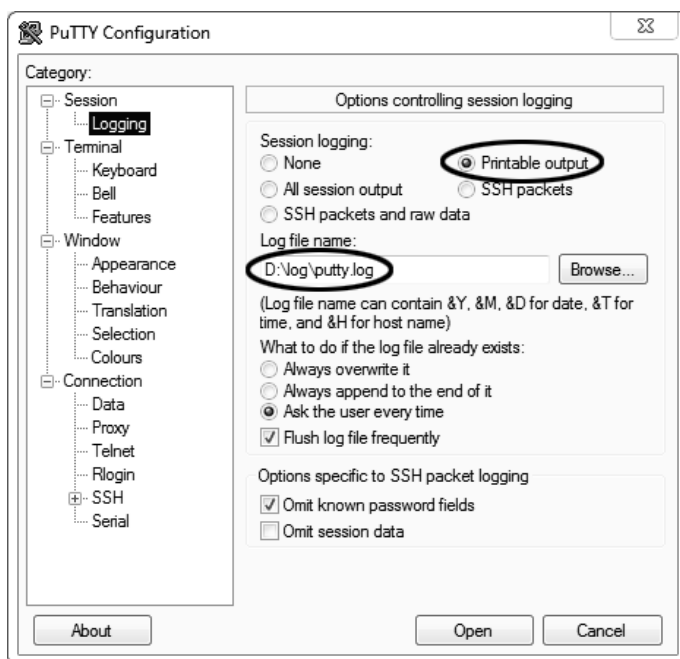 PuTTY Configuration
Category:
Session
Logging
Terminal
Keyboard
Bell
Features
Window
Appearance
Behaviour
Translation
Selection
Colours
Connection
Data
Proxy
Telnet
Rlogin
SSH
Serial
Options controlling session logging
Session logging:
None
Printable output
All session output
SSH packets
SSH packets and raw data
Log file name:
D:\log\putty.log
Browse...
(Log file name can contain &Y, &M, &D for date, &T for
time, and &H for host name)
What to do if the log file already exists:
Always overwrite it
Always append to the end of it
Ask the user every time
Flush log file frequently
Options specific to SSH packet logging
Omit known password fields
Omit session data
About
Open
Cancel